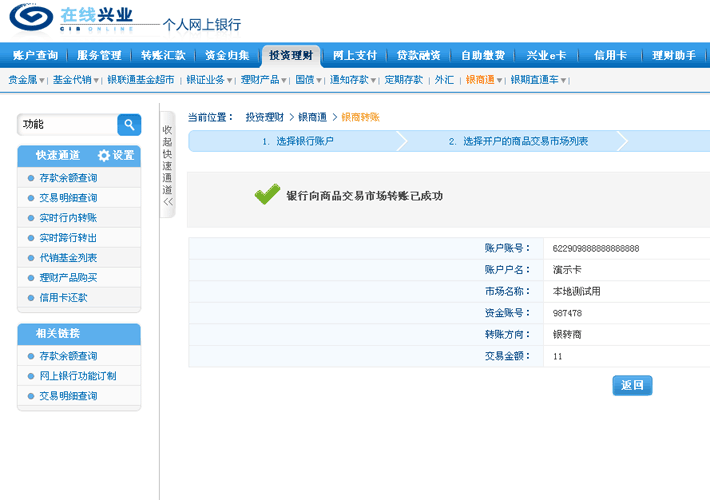 在线兴业
CIB ONLINE
个人网上银行
账户查询 服务管理 转账汇款 资金归集 投资理财 网上支付 贷款融资 自助缴费 兴业e卡 信用卡 理财助手
贵金属 基金代销 银联通基金超市 银证业务 理财产品 国债 通知存款 定期存款 外汇 银商通 银期直通车
功能
快速通道 设置
存款余额查询
交易明细查询
实时行内转账
实时跨行转出
代销基金列表
理财产品购买
信用卡还款
相关链接
存款余额查询
网上银行功能订制
交易明细查询
收起快速通道
当前位置： 投资理财 > 银商通 > 银商转账
1. 选择银行账户 2. 选择开户的商品交易市场列表
银行向商品交易市场转账已成功
账户账号： 622909888888888888
账户户名： 演示卡
市场名称： 本地测试用
资金账号： 987478
转账方向： 银转商
交易金额： 11
返回